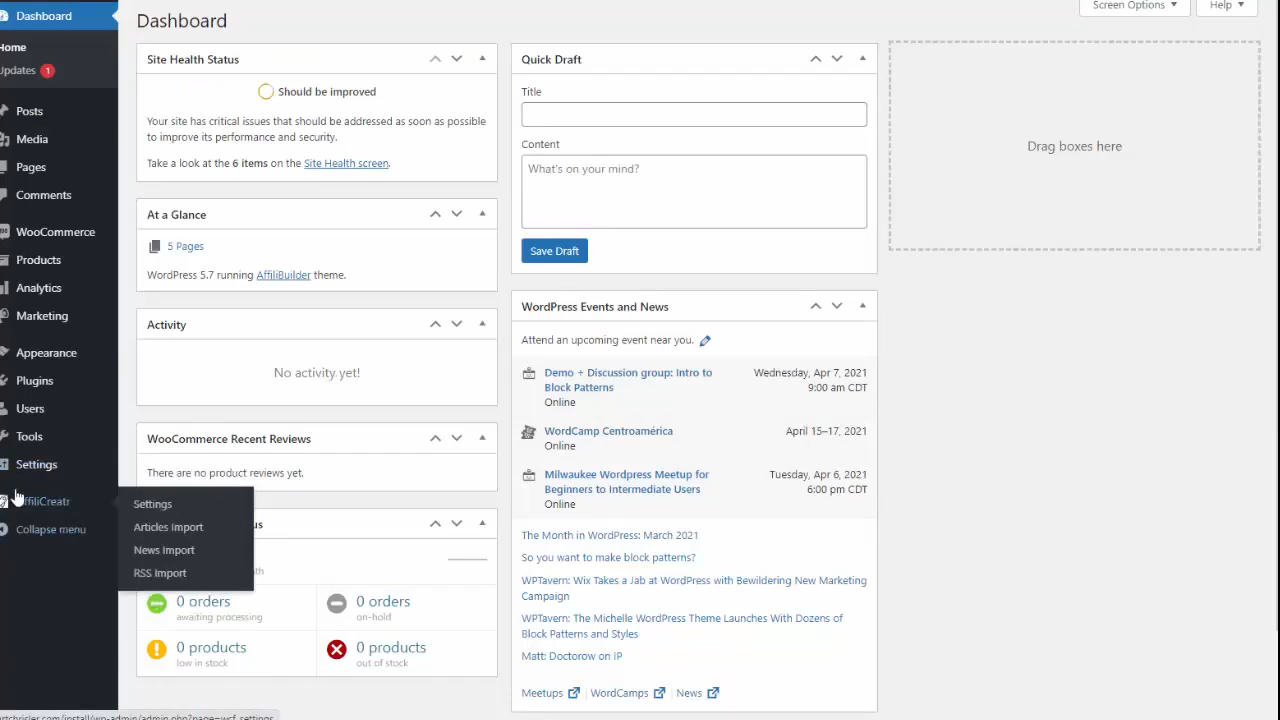 Dashboard
Home
Updates 1
Posts
Media
Pages
Comments
WooCommerce
Products
Analytics
Marketing
Appearance
Plugins
Users
Tools
Settings
Collapse menu
Settings
Articles Import
News Import
RSS Import
Screen Options
Help
Dashboard
Site Health Status
Should be improved
Your site has critical issues that should be addressed as soon as possible
to improve its performance and security.
Take a look at the 6 items on the Site Health screen.
At a Glance
5 Pages
WordPress 5.7 running AffiliBuilder theme.
Activity
No activity yet!
WooCommerce Recent Reviews
There are no product reviews yet.
0 orders
awaiting processing
0 orders
on-hold
0 products
low in stock
0 products
out of stock
Quick Draft
Title
Content
What's on your mind?
Save Draft
WordPress Events and News
Attend an upcoming event near you.
Demo + Discussion group: Intro to
Block Patterns
Online
Wednesday, Apr 7, 2021
9:00 am CDT
WordCamp Centroamérica
Online
April 15–17, 2021
Milwaukee Wordpress Meetup for
Beginners to Intermediate Users
Online
Tuesday, Apr 6, 2021
6:00 pm CDT
The Month in WordPress: March 2021
So you want to make block patterns?
WPTavern: Wix Takes a Jab at WordPress with Bewildering New Marketing
Campaign
WPTavern: The Michelle WordPress Theme Launches With Dozens of
Block Patterns and Styles
Matt: Doctorow on IP
Meetups | WordCamps | News
Drag boxes here